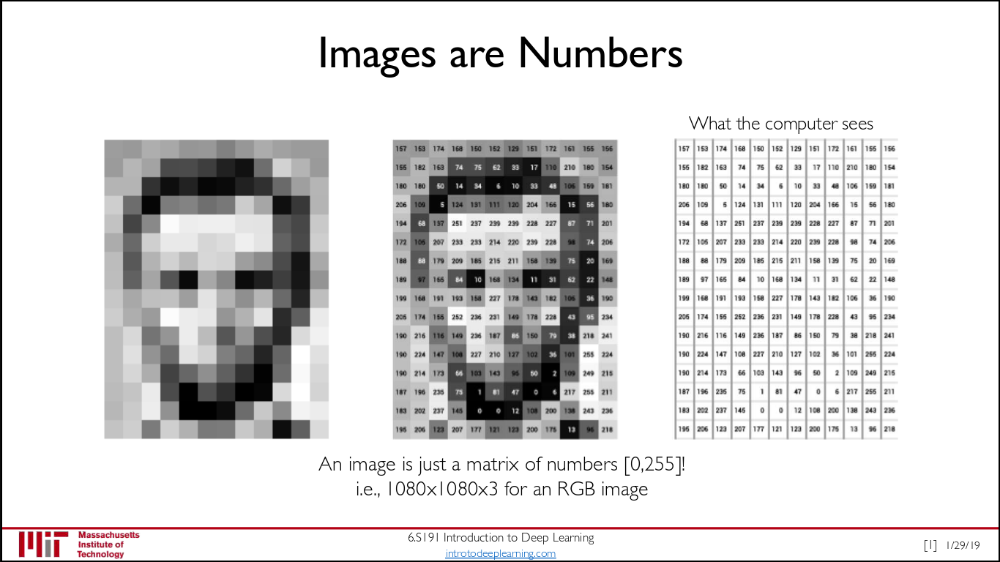 Images are Numbers
What the computer sees
157 153 174 168 150 152 129 151 172 161 155 156
155 182 163 74 75 62 33 17 110 210 180 154
180 180 50 14 34 6 10 33 48 106 159 181
206 109 5 124 131 111 120 204 166 15 56 180
194 68 137 251 237 239 239 228 227 87 71 201
172 105 207 233 233 214 220 239 228 98 74 206
188 88 179 209 185 215 211 158 139 75 20 169
189 97 165 84 10 168 134 11 31 62 22 148
199 168 191 193 158 227 178 143 182 106 36 190
205 174 155 252 236 231 149 178 228 43 95 234
190 216 116 149 236 187 86 150 79 38 218 241
190 224 147 108 227 210 127 102 36 101 255 224
190 214 173 66 103 143 96 50 2 109 249 215
187 196 235 75 1 81 47 0 6 217 255 211
183 202 237 145 0 0 12 108 200 138 243 236
195 206 123 207 177 121 123 200 175 13 96 218
157 153 174 168 150 152 129 151 172 161 155 156
155 182 163 74 75 62 33 17 110 210 180 154
180 180 50 14 34 6 10 33 48 106 159 181
206 109 5 124 131 111 120 204 166 15 56 180
194 68 137 251 237 239 239 228 227 87 71 201
172 105 207 233 233 214 220 239 228 98 74 206
188 88 179 209 185 215 211 158 139 75 20 169
189 97 165 84 10 168 134 11 31 62 22 148
199 168 191 193 158 227 178 143 182 106 36 190
205 174 155 252 236 231 149 178 228 43 95 234
190 216 116 149 236 187 86 150 79 38 218 241
190 224 147 108 227 210 127 102 36 101 255 224
190 214 173 66 103 143 96 50 2 109 249 215
187 196 235 75 1 81 47 0 6 217 255 211
183 202 237 145 0 0 12 108 200 138 243 236
195 206 123 207 177 121 123 200 175 13 96 218
An image is just a matrix of numbers [0,255]!
i.e., 1080x1080x3 for an RGB image
MIT
Massachusetts
Institute of
Technology
6.S191 Introduction to Deep Learning
introtodeeplearning.com
[1] 1/29/19